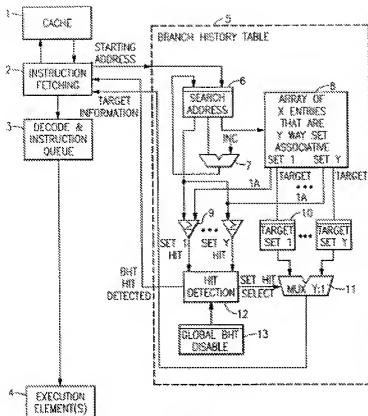 1
CACHE
2
INSTRUCTION
FETCHING
3
DECODE &
INSTRUCTION
QUEUE
4
EXECUTION
ELEMENT(S)
STARTING
ADDRESS
TARGET
INFORMATION
5
BRANCH HISTORY TABLE
6
SEARCH
ADDRESS
INC
7
8
ARRAY OF
X ENTRIES
THAT ARE
Y WAY SET
ASSOCIATIVE
SET 1 SET Y
TARGET
TARGET
•••
1A
1A
9
•••
SET 1
HIT
SET Y
HIT
10
TARGET
SET 1
•••
TARGET
SET Y
BHT
HIT
DETECTED
HIT
DETECTION
12
SET HIT
SELECT
MUX Y:1
11
GLOBAL BHT
DISABLE
13